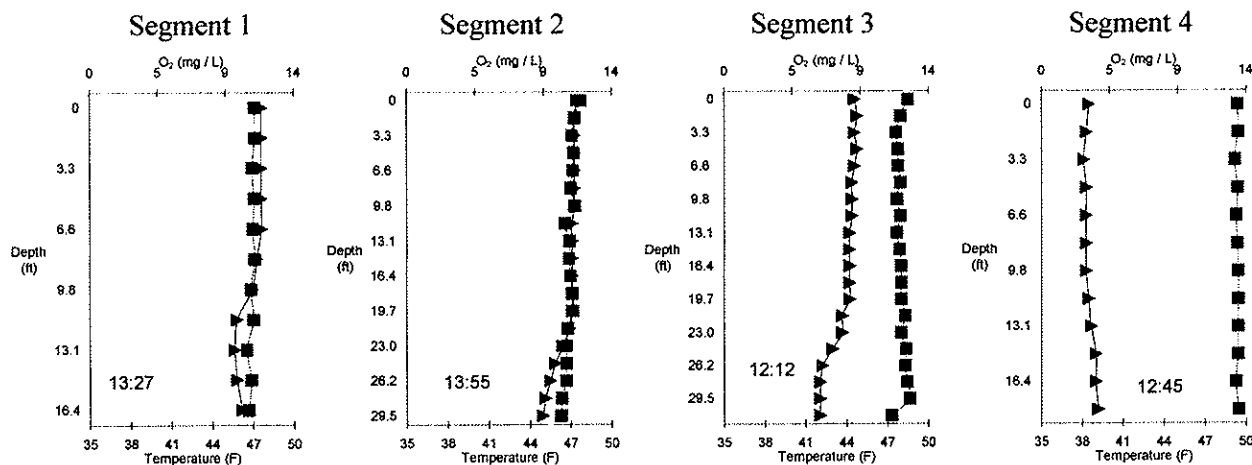 Segment 1
O2 (mg / L)
0 5 9 14
0
3.3
6.6
Depth
(ft)
9.8
13.1
13:27
16.4
35 38 41 44 47 50
Temperature (F)
Segment 2
O2 (mg / L)
0 5 9 14
0
3.3
6.6
9.8
13.1
Depth
(ft)
16.4
19.7
23.0
13:55
26.2
29.5
35 38 41 44 47 50
Temperature (F)
Segment 3
O2 (mg / L)
0 5 9 14
0
3.3
6.6
9.8
13.1
Depth
(ft)
16.4
19.7
23.0
26.2
12:12
29.5
35 38 41 44 47 50
Temperature (F)
Segment 4
O2 (mg / L)
0 5 9 14
0
3.3
6.6
Depth
(ft)
9.8
13.1
16.4
12:45
35 38 41 44 47 50
Temperature (F)